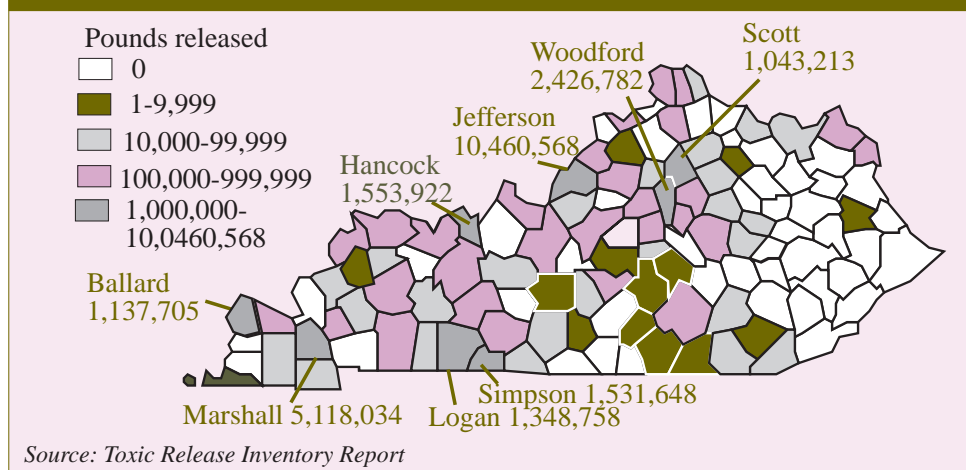 Pounds released
0
1-9,999
10,000-99,999
100,000-999,999
1,000,000-
10,0460,568
Woodford
2,426,782
Scott
1,043,213
Jefferson
10,460,568
Hancock
1,553,922
Ballard
1,137,705
Marshall 5,118,034
Simpson 1,531,648
Logan 1,348,758
Source: Toxic Release Inventory Report